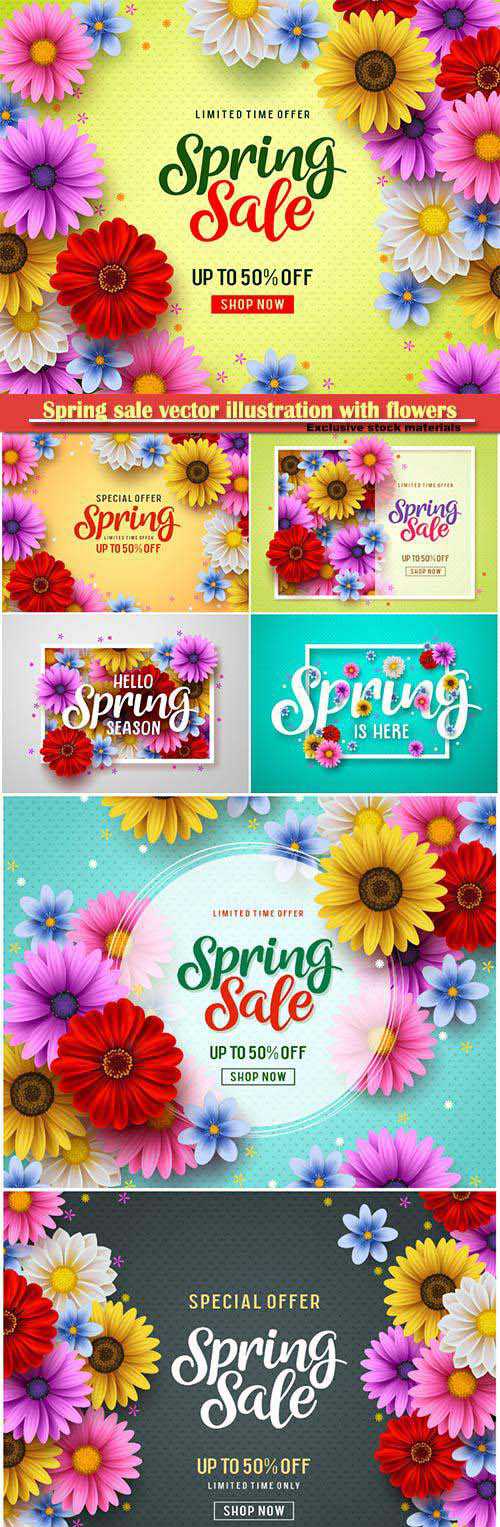 LIMITED TIME OFFER
Spring
Sale
UP TO 50% OFF
SHOP NOW
Spring sale vector illustration with flowers
Exclusive stock materials
SPECIAL OFFER
Spring
LIMITED TIME OFFER
UP TO 50% OFF
LIMITED TIME OFFER
Spring
Sale
UP TO 50% OFF
SHOP NOW
HELLO
Spring
SEASON
Spring
IS HERE
LIMITED TIME OFFER
Spring
Sale
UP TO 50% OFF
SHOP NOW
SPECIAL OFFER
Spring
Sale
UP TO 50% OFF
LIMITED TIME ONLY
SHOP NOW